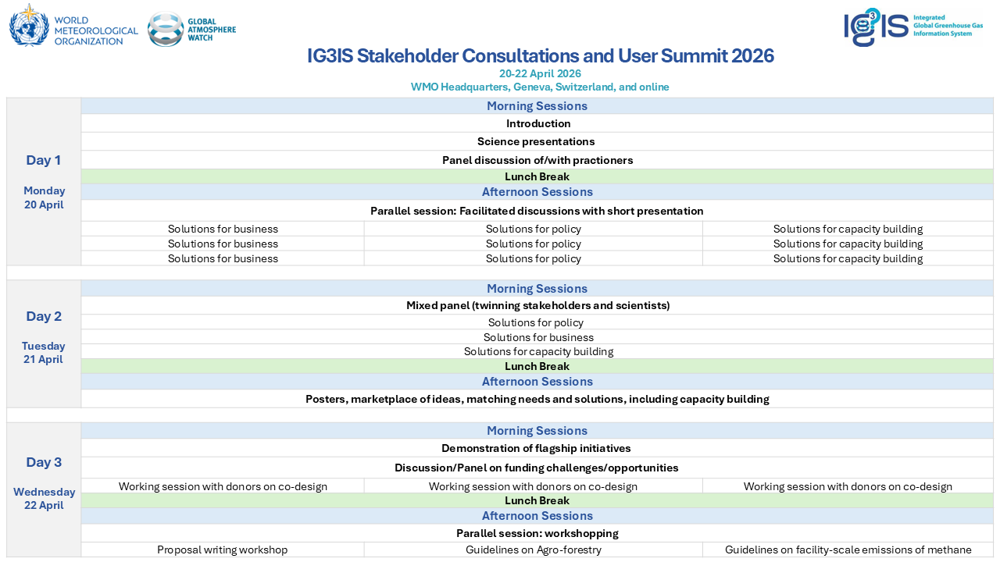 WORLD
METEOROLOGICAL
ORGANIZATION
GLOBAL
ATMOSPHERE
WATCH
IG3IS
Integrated
Global Greenhouse Gas
Information System
IG3IS Stakeholder Consultations and User Summit 2026
20-22 April 2026
WMO Headquarters, Geneva, Switzerland, and online
Day 1
Monday
20 April
Morning Sessions
Introduction
Science presentations
Panel discussion of/with practioners
Lunch Break
Afternoon Sessions
Parallel session: Facilitated discussions with short presentation
Solutions for business Solutions for policy Solutions for capacity building
Solutions for business Solutions for policy Solutions for capacity building
Solutions for business Solutions for policy Solutions for capacity building
Day 2
Tuesday
21 April
Morning Sessions
Mixed panel (twinning stakeholders and scientists)
Solutions for policy
Solutions for business
Solutions for capacity building
Lunch Break
Afternoon Sessions
Posters, marketplace of ideas, matching needs and solutions, including capacity building
Day 3
Wednesday
22 April
Morning Sessions
Demonstration of flagship initiatives
Discussion/Panel on funding challenges/opportunities
Working session with donors on co-design Working session with donors on co-design Working session with donors on co-design
Lunch Break
Afternoon Sessions
Parallel session: workshopping
Proposal writing workshop Guidelines on Agro-forestry Guidelines on facility-scale emissions of methane